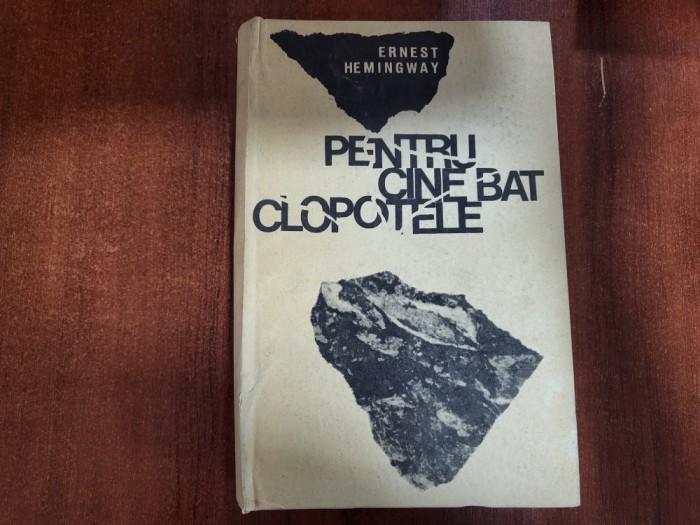 ERNEST
HEMINGWAY
PENTRU
CINE BAT
CLOPOTELE